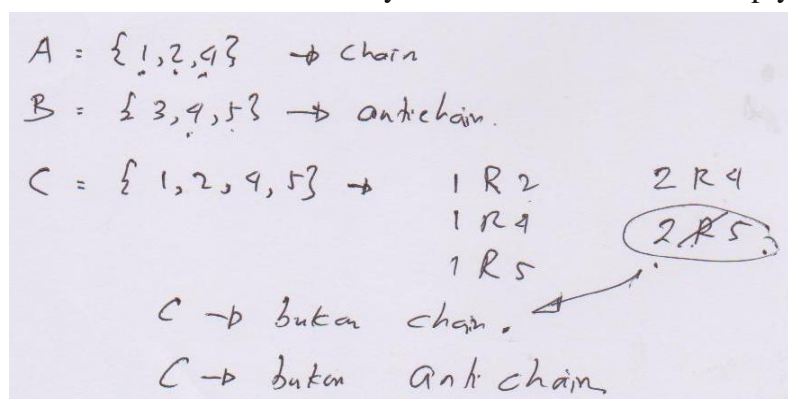 A = {1,2,4} → chain
B = {3,4,5} → antichain.
C = {1,2,4,5} → 1 R 2 2 R 4
1 R 4 2 R̸ 5
1 R 5
C → bukan chain.
C → bukan anti chain